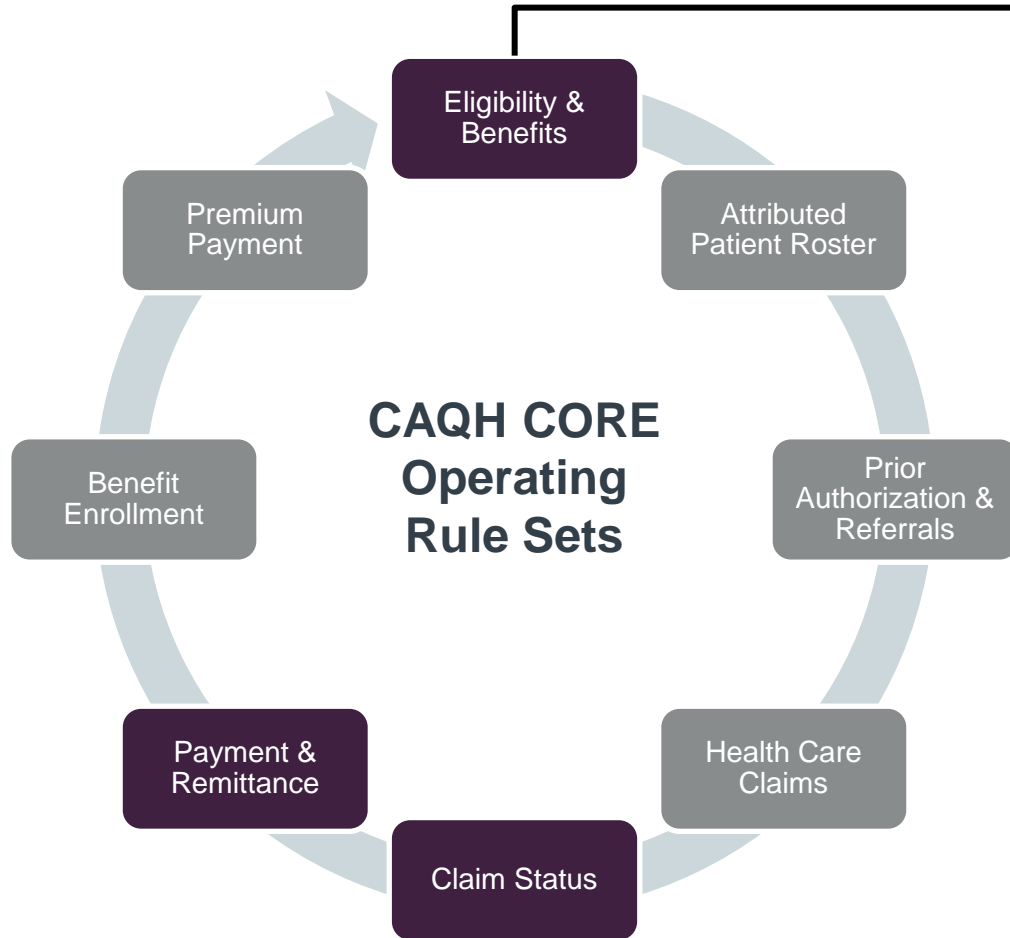 Eligibility &
Benefits
Attributed
Patient Roster
Prior
Authorization &
Referrals
Health Care
Claims
Claim Status
Payment &
Remittance
Benefit
Enrollment
Premium
Payment
CAQH CORE
Operating
Rule Sets